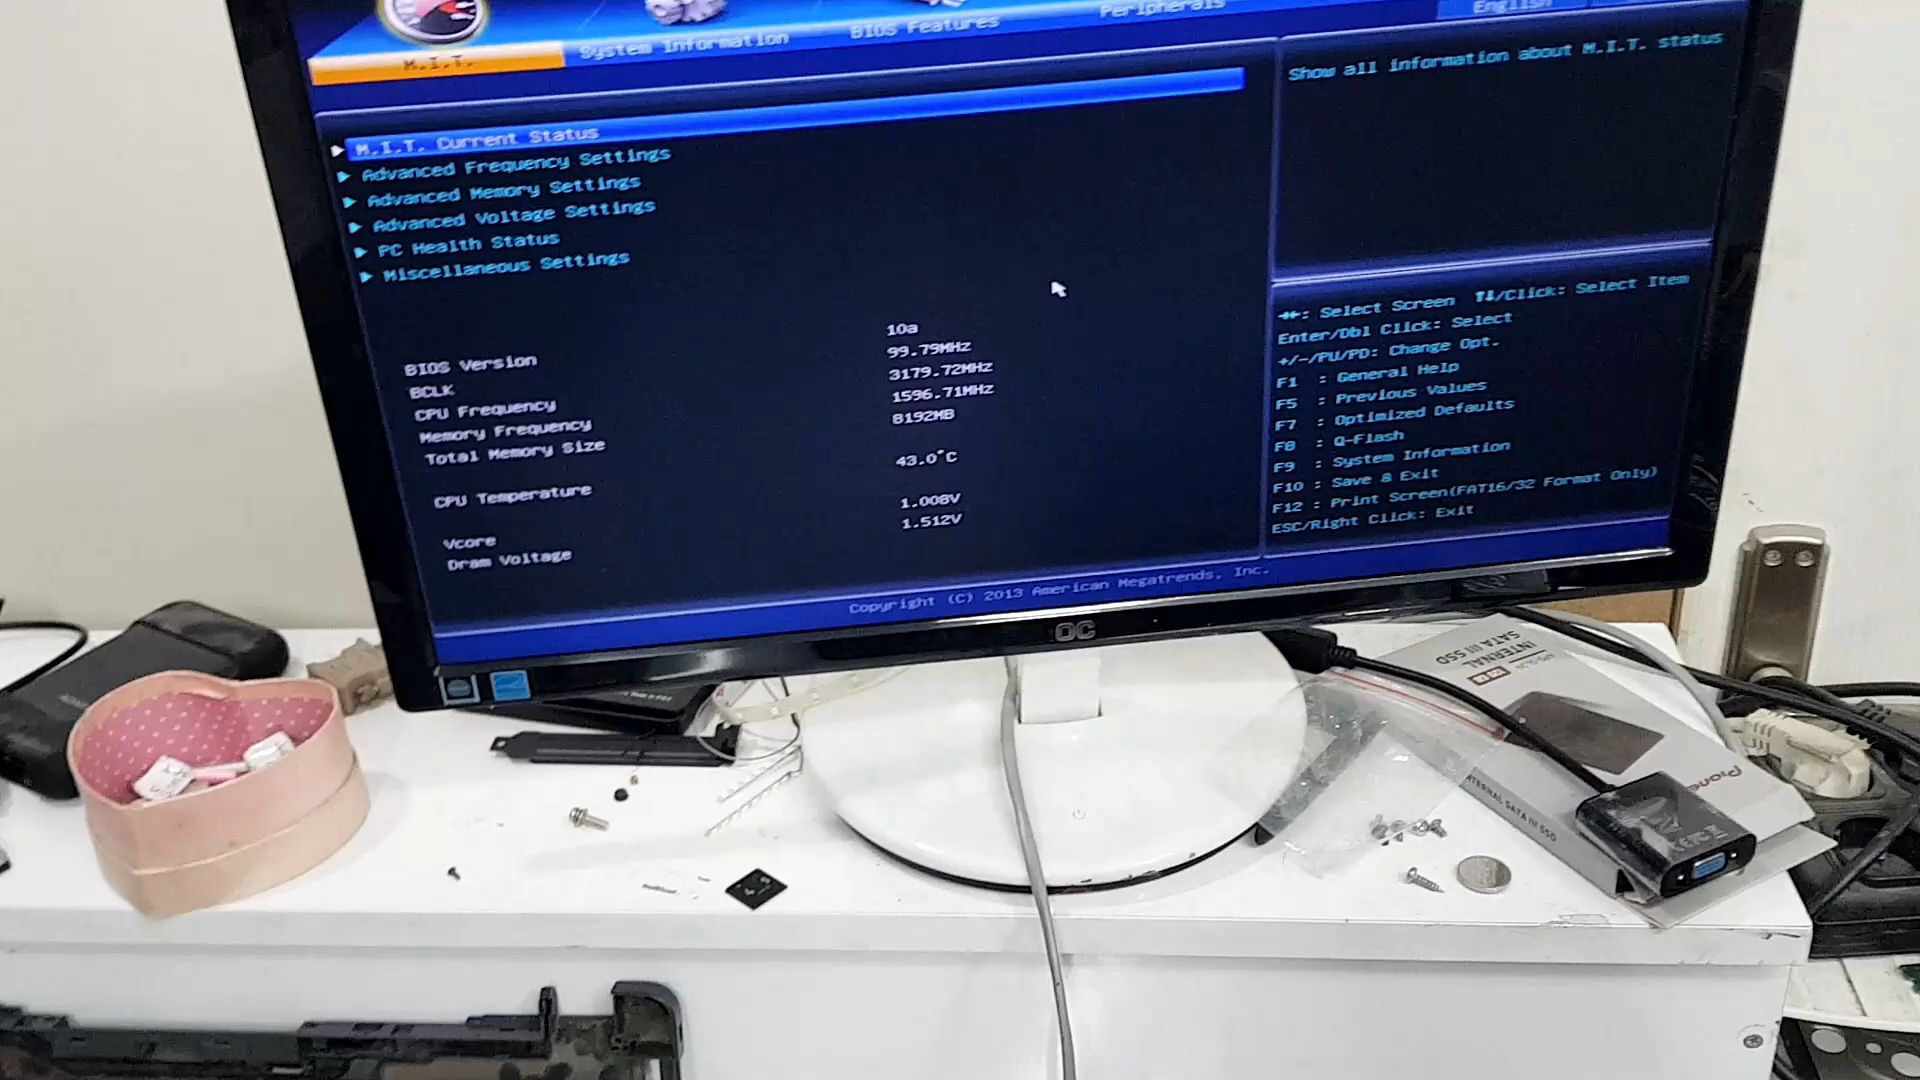 M.I.T.
System Information
BIOS Features
Peripherals
English
M.I.T. Current Status
Advanced Frequency Settings
Advanced Memory Settings
Advanced Voltage Settings
PC Health Status
Miscellaneous Settings
BIOS Version 10a
BCLK 99.79MHz
CPU Frequency 3179.72MHz
Memory Frequency 1596.71MHz
Total Memory Size 8192MB
CPU Temperature 43.0°C
Vcore 1.008V
Dram Voltage 1.512V
Show all information about M.I.T. status
: Select Screen ↑↓/Click: Select Item
Enter/Dbl Click: Select
+/-/PU/PD: Change Opt.
F1 : General Help
F5 : Previous Values
F7 : Optimized Defaults
F8 : Q-Flash
F9 : System Information
F10 : Save & Exit
F12 : Print Screen(FAT16/32 Format Only)
ESC/Right Click: Exit
Copyright (C) 2013 American Megatrends, Inc.
OC
INTERNAL
SATA III SSD
INTERNAL SATA III SSD